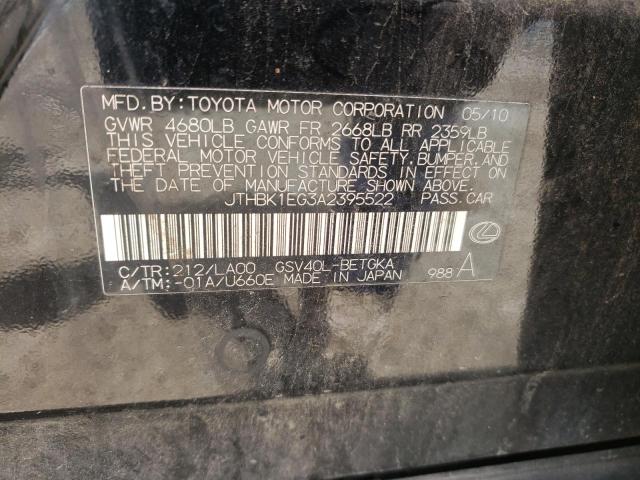 MFD. BY: TOYOTA MOTOR CORPORATION 05/10
GVWR 4680LB GAWR FR 2668LB RR 2359LB
THIS VEHICLE CONFORMS TO ALL APPLICABLE
FEDERAL MOTOR VEHICLE SAFETY, BUMPER, AND
THEFT PREVENTION STANDARDS IN EFFECT ON
THE DATE OF MANUFACTURE SHOWN ABOVE.
JTHBK1EG3A2395522 PASS. CAR
C/TR: 212/LA00 GSV40L-BETGKA
A/TM: -01A/U660E MADE IN JAPAN 988 A